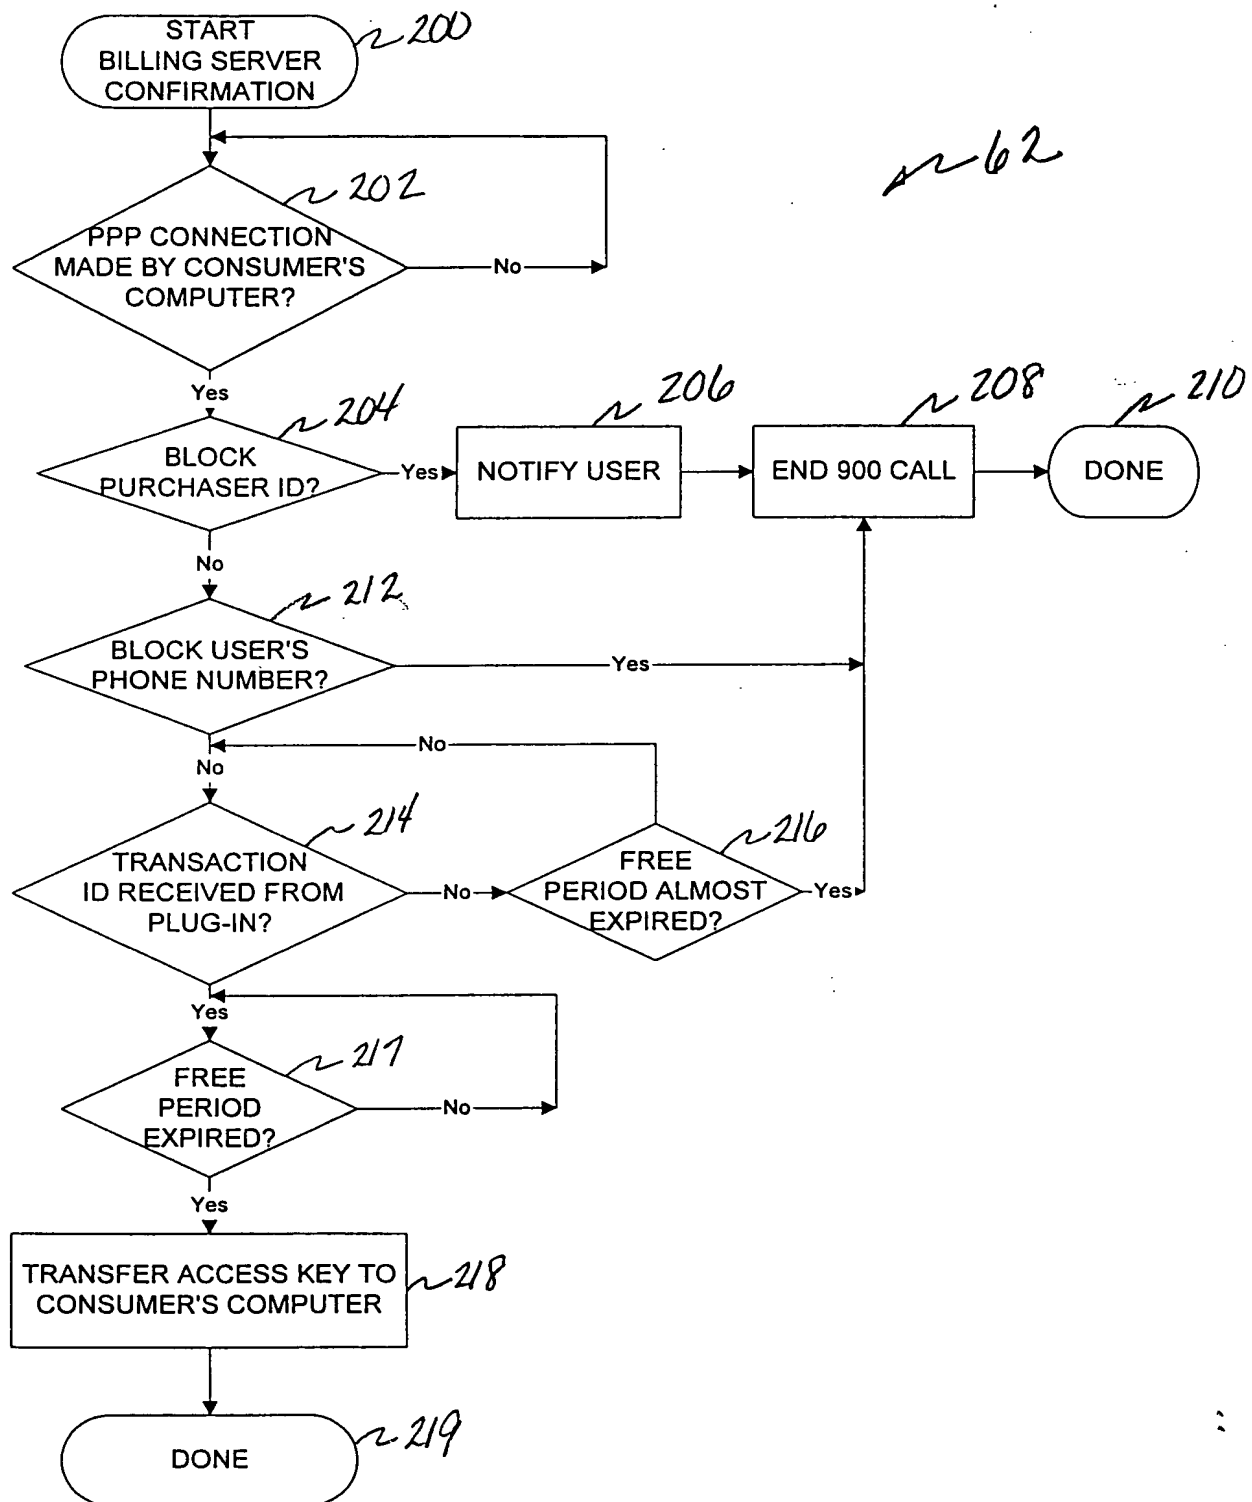 START
BILLING SERVER
CONFIRMATION
200
62
202
PPP CONNECTION
MADE BY CONSUMER'S
COMPUTER?
No
Yes
204
BLOCK
PURCHASER ID?
Yes
206
NOTIFY USER
208
END 900 CALL
210
DONE
No
212
BLOCK USER'S
PHONE NUMBER?
Yes
No
No
214
TRANSACTION
ID RECEIVED FROM
PLUG-IN?
No
216
FREE
PERIOD ALMOST
EXPIRED?
Yes
Yes
217
FREE
PERIOD
EXPIRED?
No
Yes
TRANSFER ACCESS KEY TO
CONSUMER'S COMPUTER
218
DONE
219